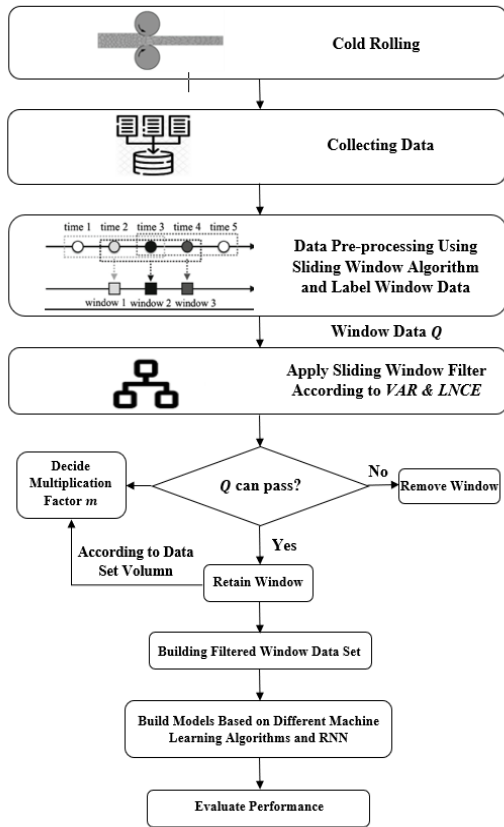 Cold Rolling
Collecting Data
time 1 time 2 time 3 time 4 time 5
window 1 window 2 window 3
Data Pre-processing Using
Sliding Window Algorithm
and Label Window Data
Window Data Q
Apply Sliding Window Filter
According to VAR & LNCE
Decide
Multiplication
Factor m
Q can pass?
No
Remove Window
Yes
According to Data
Set Volumn
Retain Window
Building Filtered Window Data Set
Build Models Based on Different Machine
Learning Algorithms and RNN
Evaluate Performance